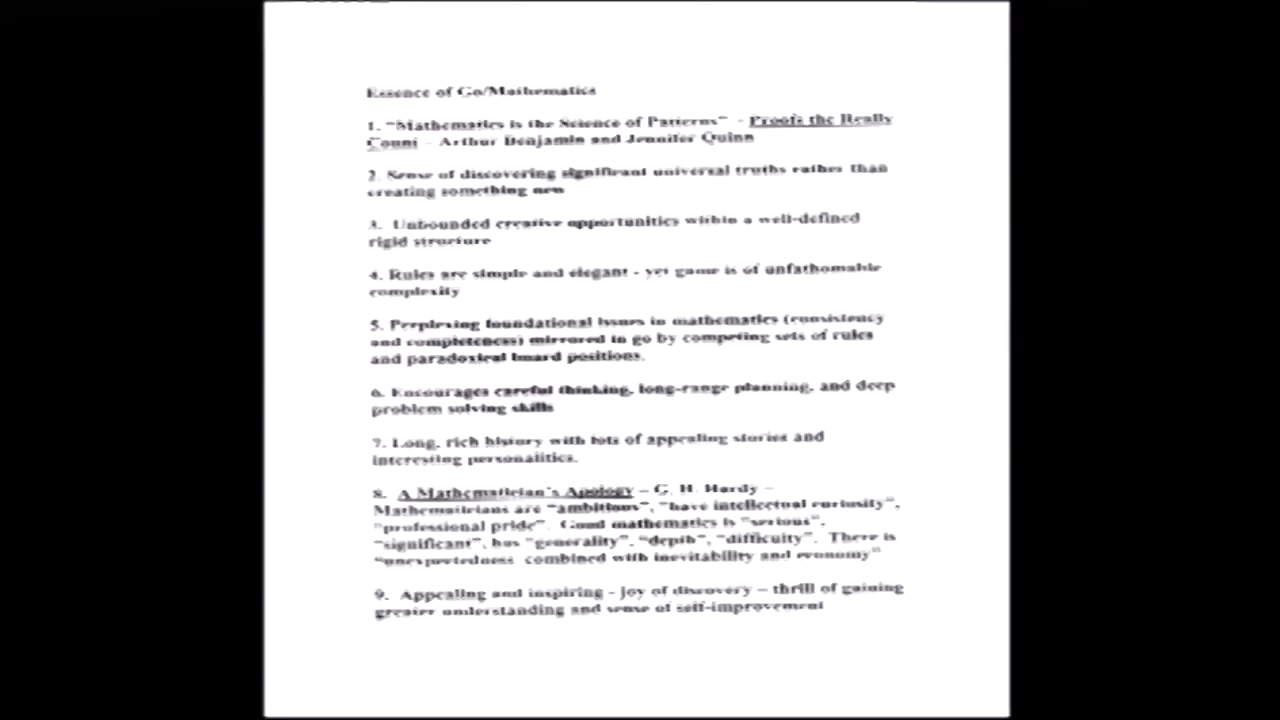 Essence of Go/Mathematics
1. "Mathematics is the Science of Patterns" - Proofs the Really
Count - Arthur Benjamin and Jennifer Quinn
2. Sense of discovering significant universal truths rather than
creating something new
3. Unbounded creative opportunities within a well-defined
rigid structure
4. Rules are simple and elegant - yet game is of unfathomable
complexity
5. Perplexing foundational issues in mathematics (consistency
and completeness) mirrored in go by competing sets of rules
and paradoxical board positions.
6. Encourages careful thinking, long-range planning, and deep
problem solving skills
7. Long, rich history with lots of appealing stories and
interesting personalities.
8. A Mathematician's Apology – G. H. Hardy –
Mathematicians are "ambitious", "have intellectual curiosity",
"professional pride". Good mathematics is "serious",
"significant", has "generality", "depth", "difficulty". There is
"unexpectedness combined with inevitability and economy"
9. Appealing and inspiring - joy of discovery – thrill of gaining
greater understanding and sense of self-improvement